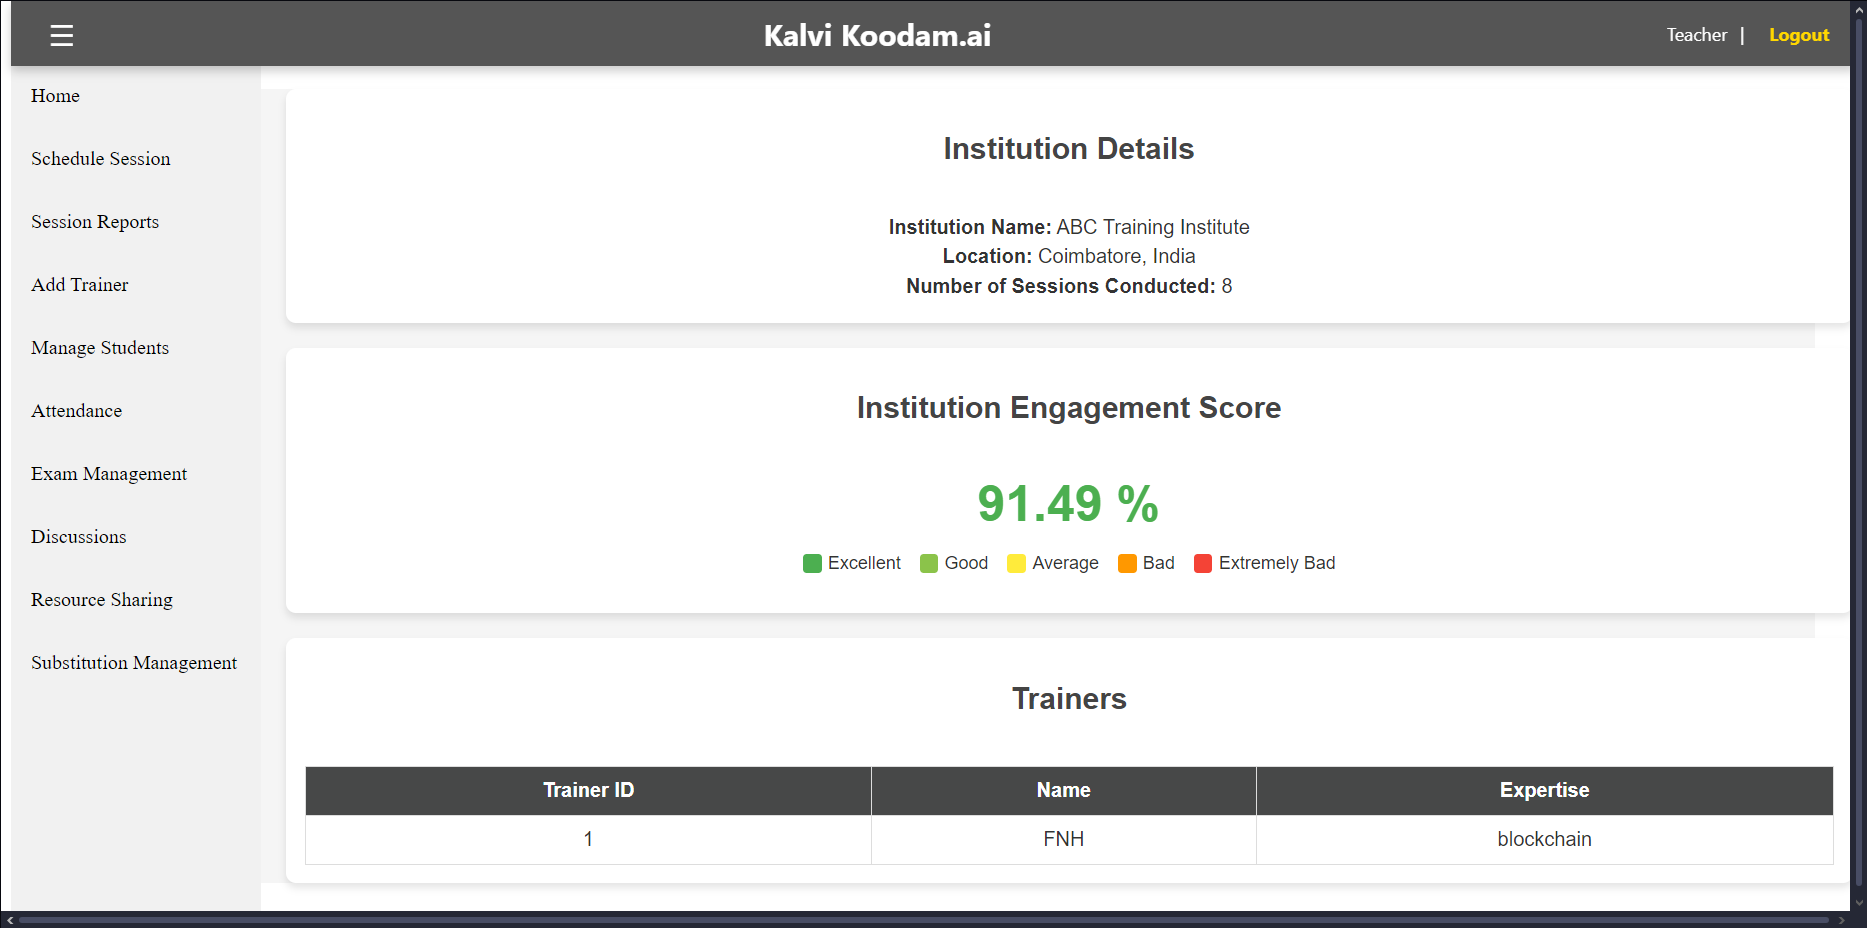 ☰ Kalvi Koodam.ai Teacher | Logout
Home
Schedule Session
Session Reports
Add Trainer
Manage Students
Attendance
Exam Management
Discussions
Resource Sharing
Substitution Management
Institution Details
Institution Name: ABC Training Institute
Location: Coimbatore, India
Number of Sessions Conducted: 8
Institution Engagement Score
91.49 %
Excellent Good Average Bad Extremely Bad
Trainers
Trainer ID Name Expertise
1 FNH blockchain